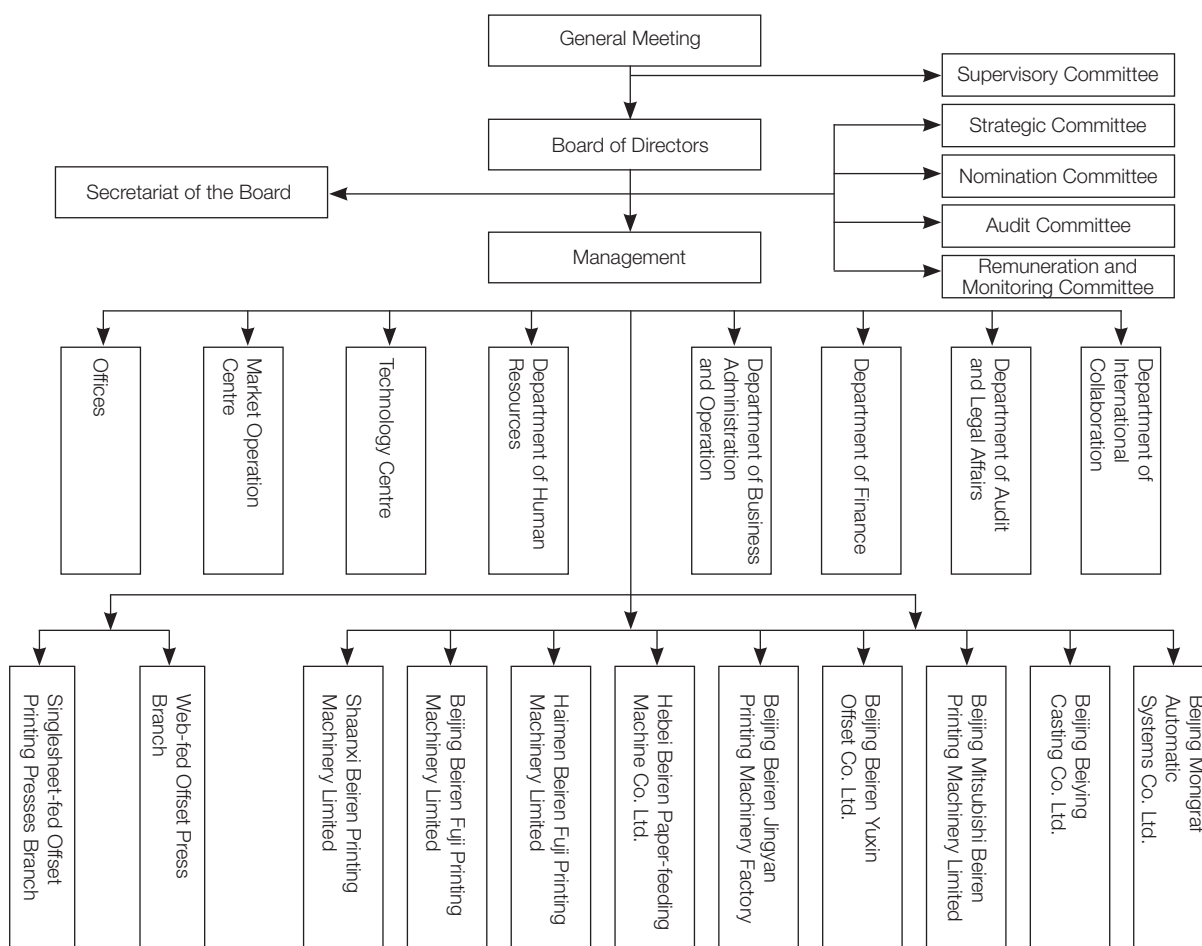 General Meeting
Supervisory Committee
Strategic Committee
Board of Directors
Secretariat of the Board
Nomination Committee
Audit Committee
Management
Remuneration and
Monitoring Committee
Offices
Market Operation
Centre
Technology Centre
Department of Human
Resources
Department of Business
Administration
and Operation
Department of Finance
Department of Audit
and Legal Affairs
Department of
International
Collaboration
Singlesheet-fed Offset
Printing Presses Branch
Web-fed Offset Press
Branch
Shaanxi Beiren Printing
Machinery Limited
Beijing Beiren Fuji Printing
Machinery Limited
Haimen Beiren Fuji Printing
Machinery Limited
Hebei Beiren Paper-feeding
Machine Co. Ltd.
Beijing Beiren Jingyan
Printing Machinery Factory
Beijing Beiren Yuxin
Offset Co. Ltd.
Beijing Mitsubishi Beiren
Printing Machinery Limited
Beijing Beiying
Casting Co. Ltd.
Beijing Monigraf
Automatic
Systems Co. Ltd.